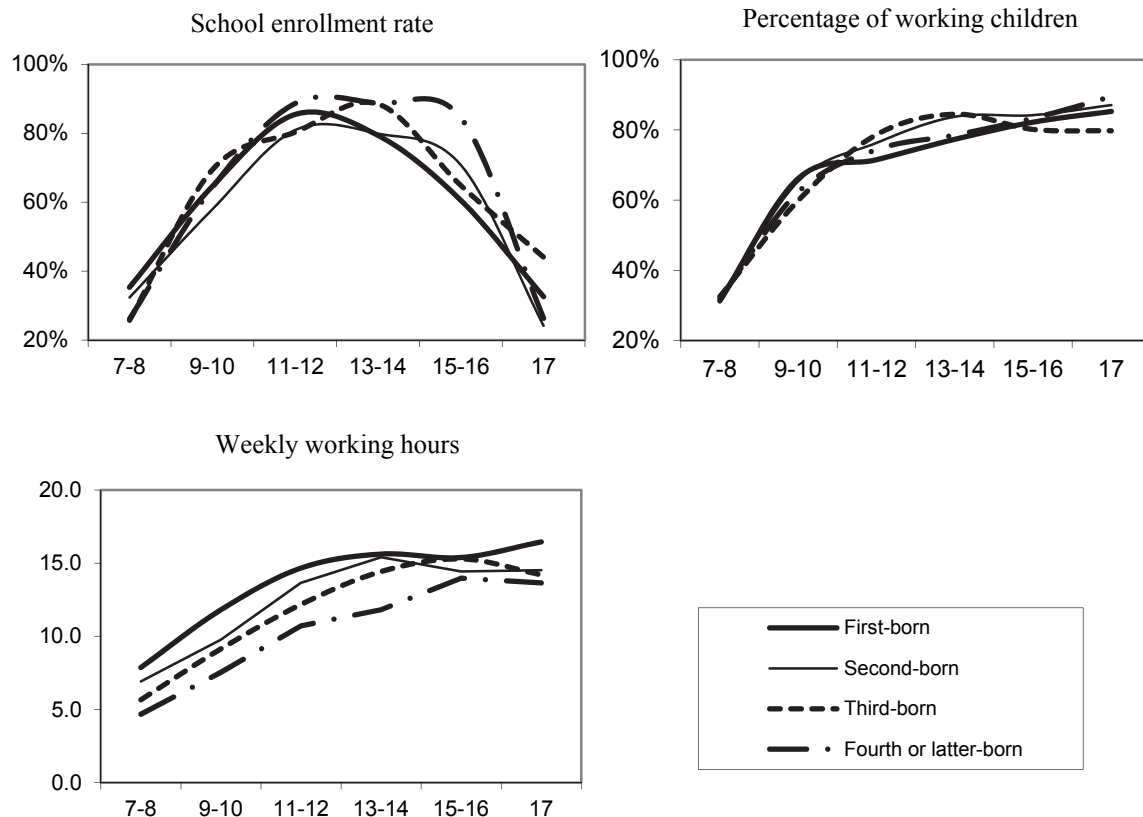 School enrollment rate
100%
80%
60%
40%
20%
7-8 9-10 11-12 13-14 15-16 17
Percentage of working children
100%
80%
60%
40%
20%
7-8 9-10 11-12 13-14 15-16 17
Weekly working hours
20.0
15.0
10.0
5.0
0.0
7-8 9-10 11-12 13-14 15-16 17
First-born
Second-born
Third-born
Fourth or latter-born